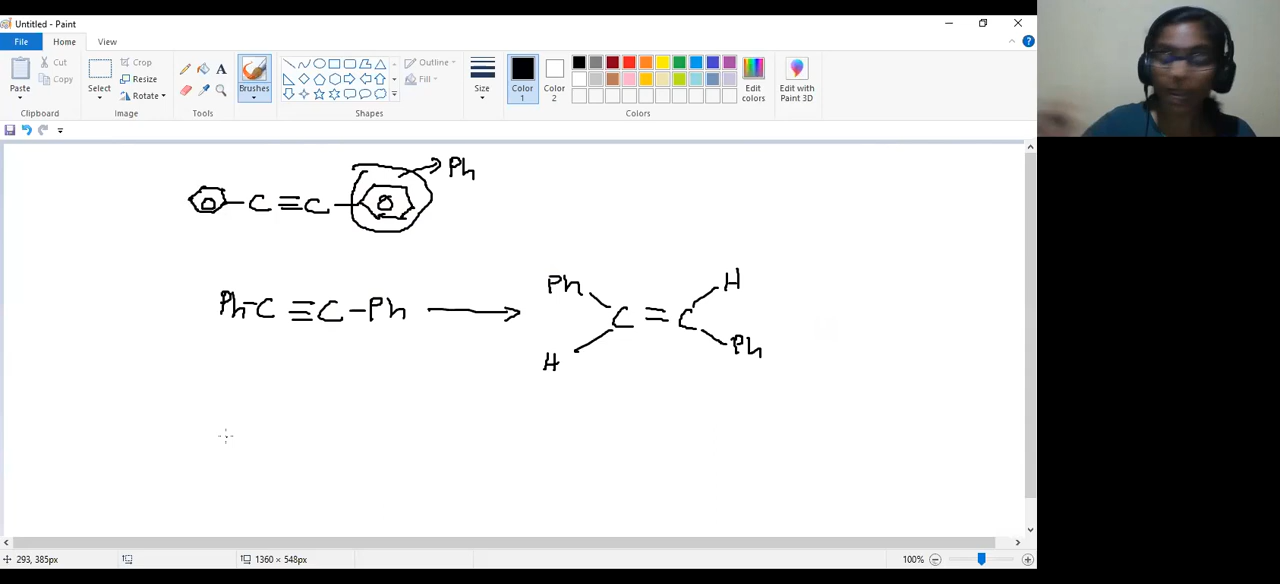 Untitled - Paint
File Home View
Paste
Cut
Copy
Clipboard
Select
Crop
Resize
Rotate
Image
A
Tools
Brushes
Outline
Fill
Shapes
Size
Color 1
Color 2
Edit colors
Colors
Edit with Paint 3D
Ph
C ≡ C
Ph-C ≡ C-Ph
Ph H
C = C
H Ph
293, 385px
1360 × 548px
100%